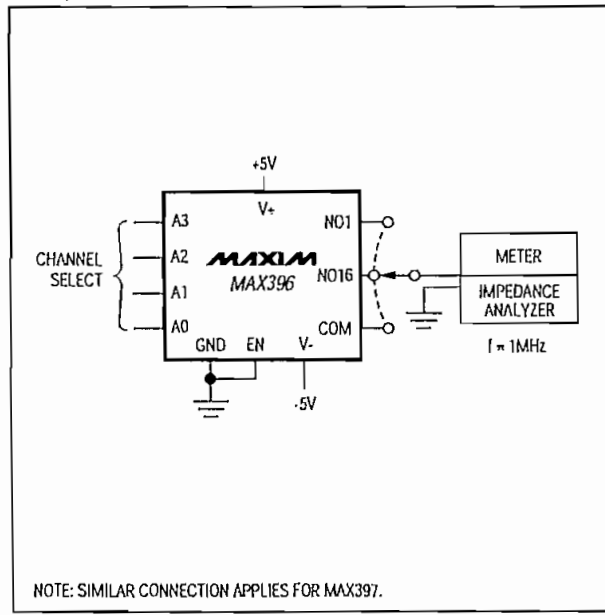 +5V
V+
A3
A2
A1
A0
CHANNEL
SELECT
MAXIM
MAX396
NO1
NO16
COM
GND
EN
V-
-5V
METER
IMPEDANCE
ANALYZER
f = 1MHz
NOTE: SIMILAR CONNECTION APPLIES FOR MAX397.